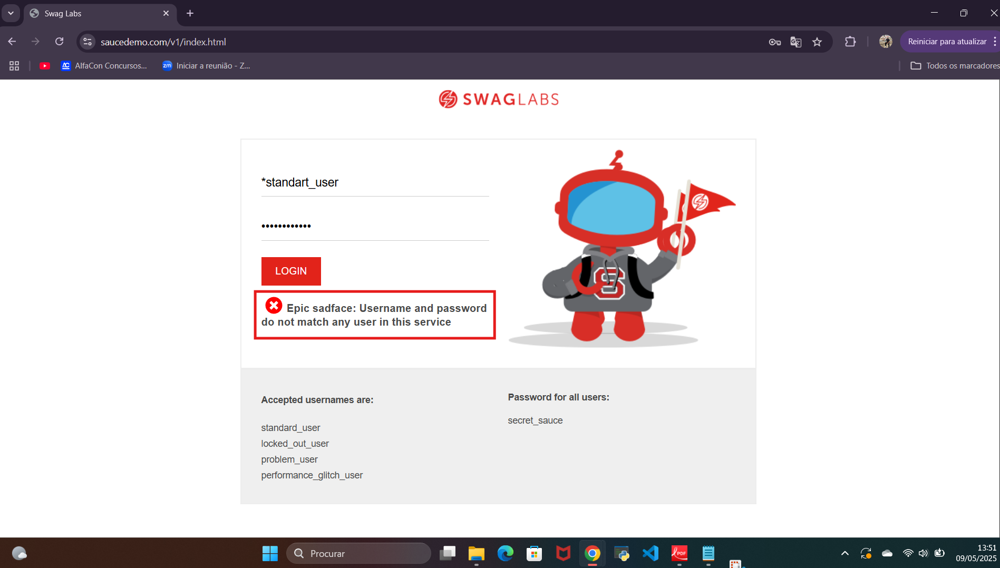 Swag Labs
saucedemo.com/v1/index.html
Reiniciar para atualizar
AlfaCon Concursos...
zm Iniciar a reunião - Z...
Todos os marcadores
SWAGLABS
*standart_user
••••••••••••
LOGIN
Epic sadface: Username and password
do not match any user in this service
S
Accepted usernames are:
standard_user
locked_out_user
problem_user
performance_glitch_user
Password for all users:
secret_sauce
Procurar
PDF
13:51
09/05/2025